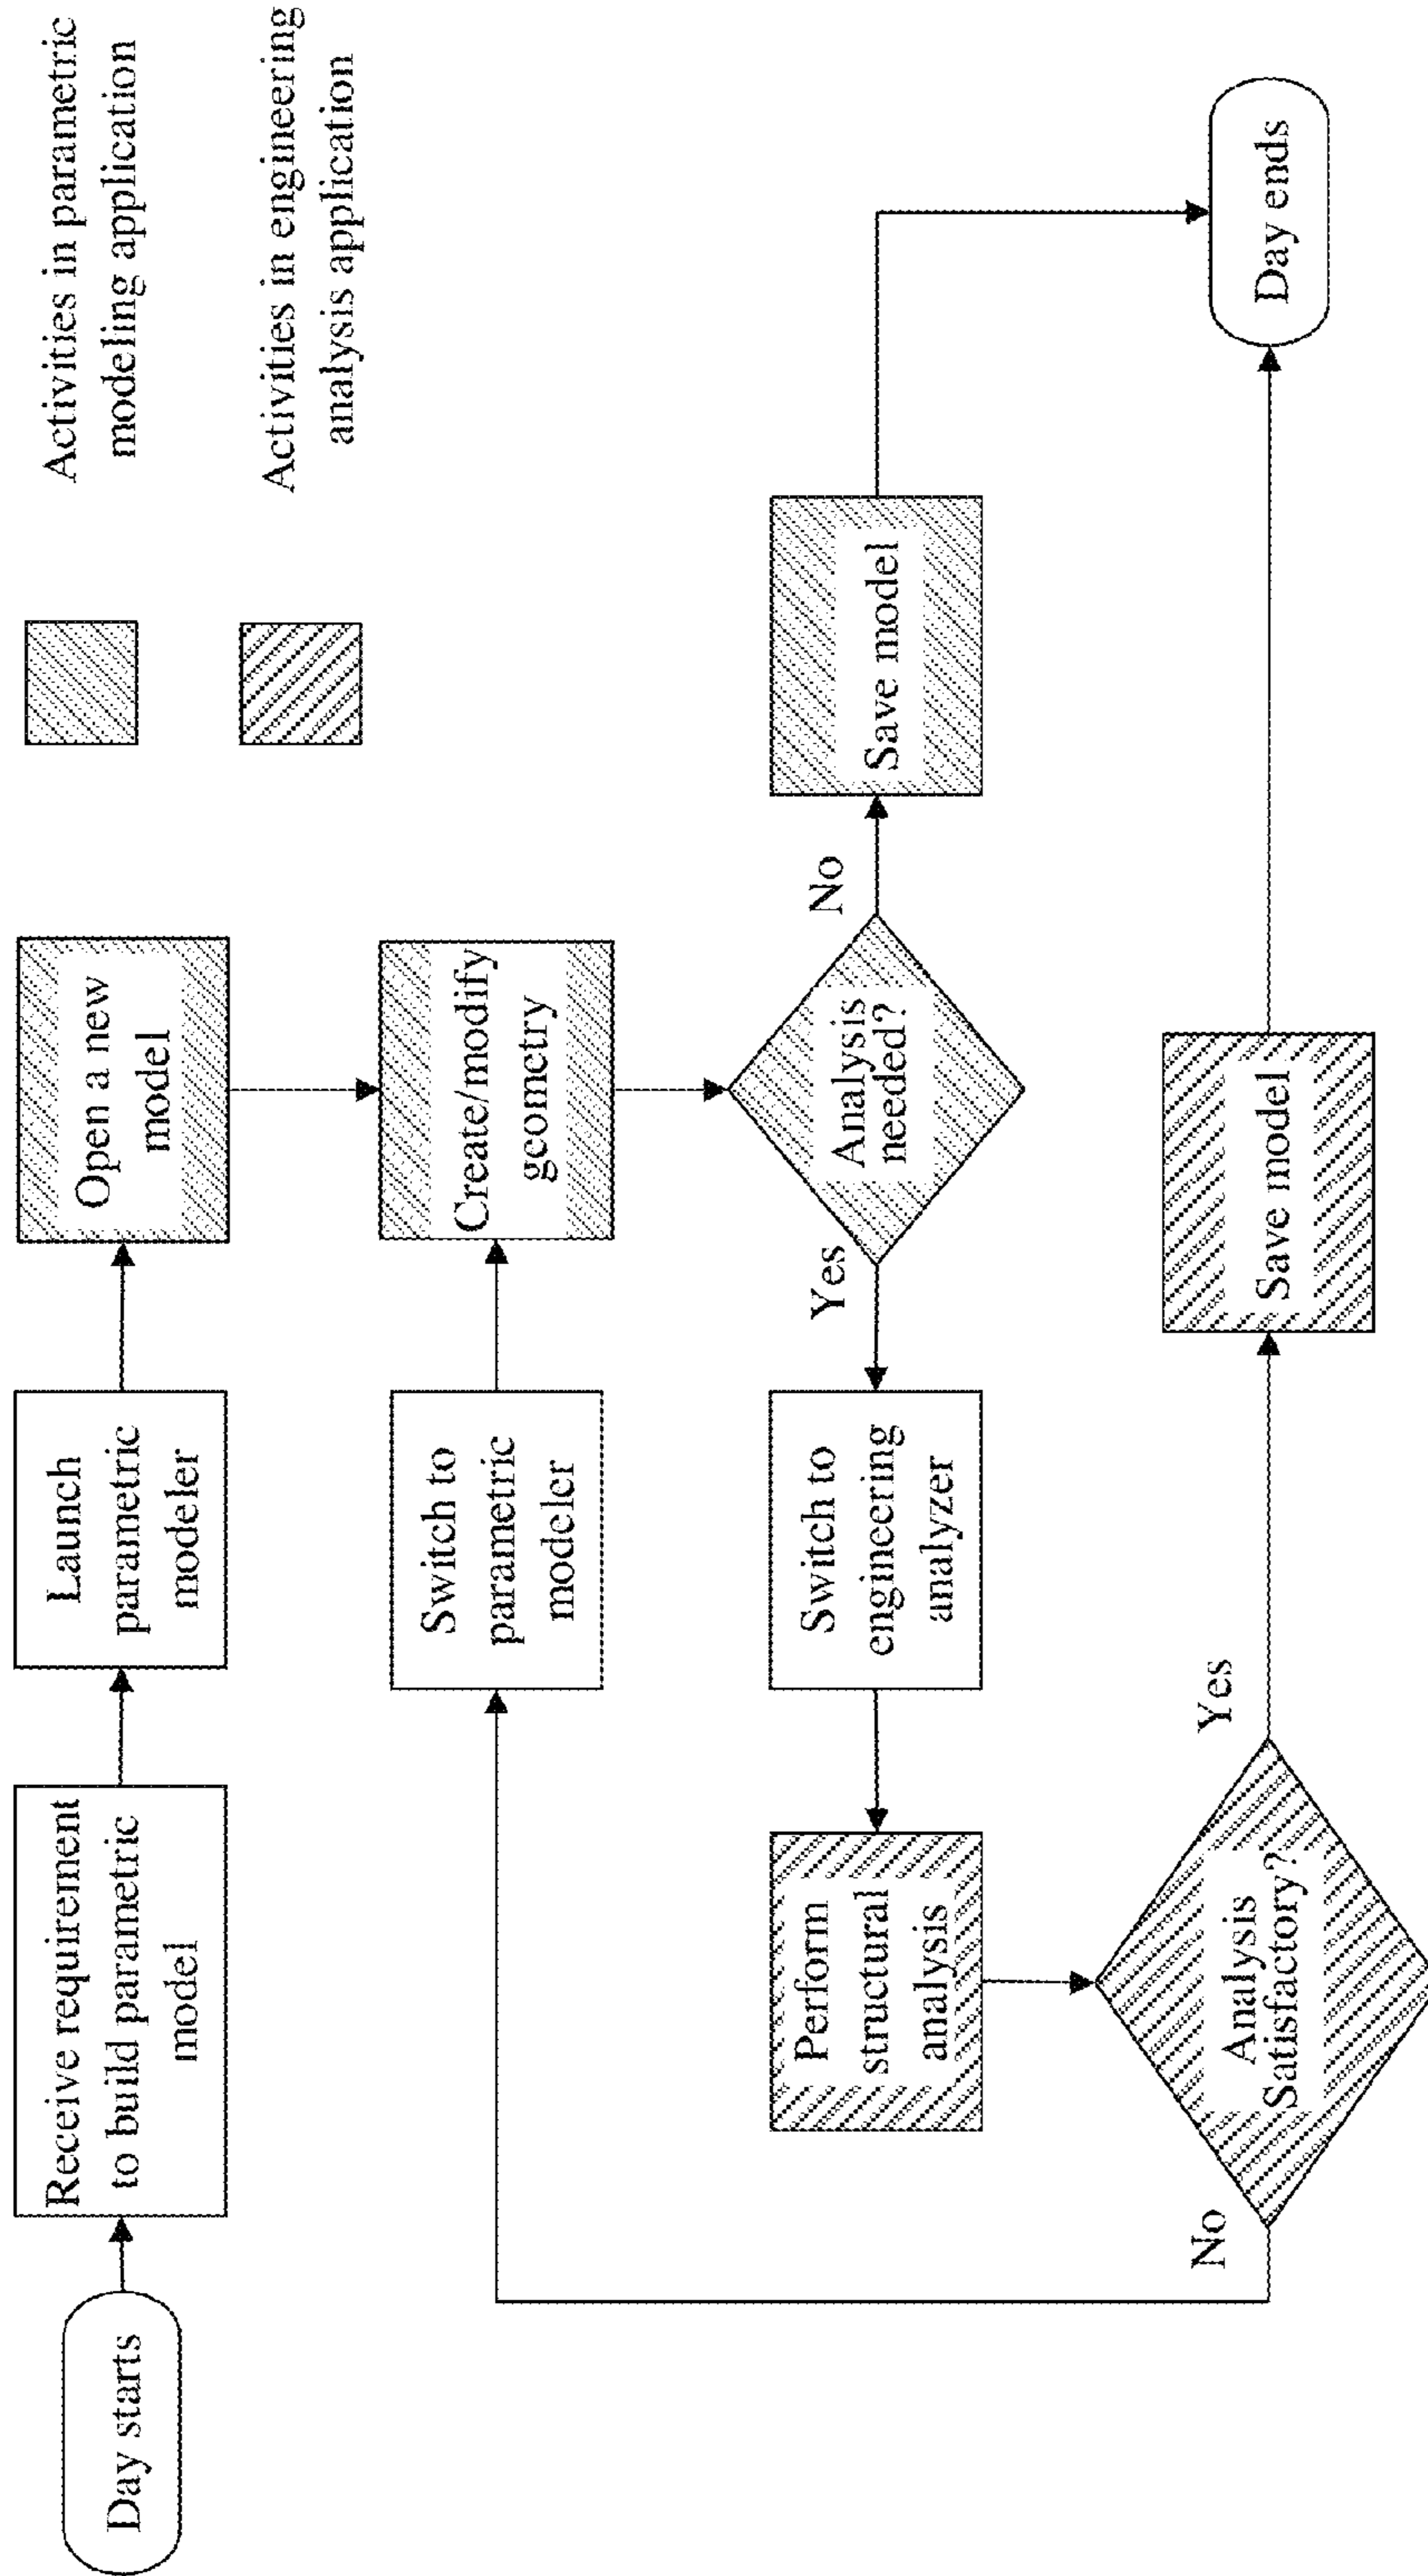 Day starts
Receive requirement
to build parametric
model
Launch
parametric
modeler
Open a new
model
Activities in parametric
modeling application
Activities in engineering
analysis application
Switch to
parametric
modeler
Create/modify
geometry
Analysis
needed?
No
Save model
Yes
Switch to
engineering
analyzer
Perform
structural
analysis
Analysis
Satisfactory?
No
Yes
Save model
Day ends